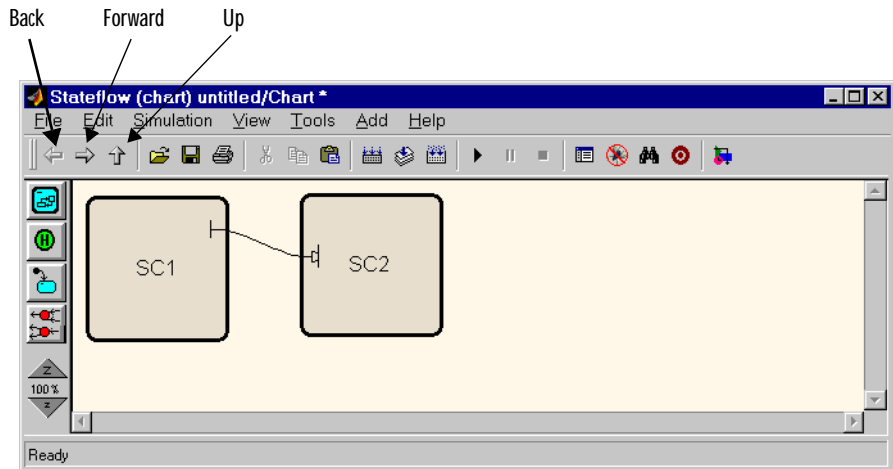 Back Forward Up
Stateflow (chart) untitled/Chart *
File Edit Simulation View Tools Add Help
H
SC1 SC2
Z
100%
z
Ready